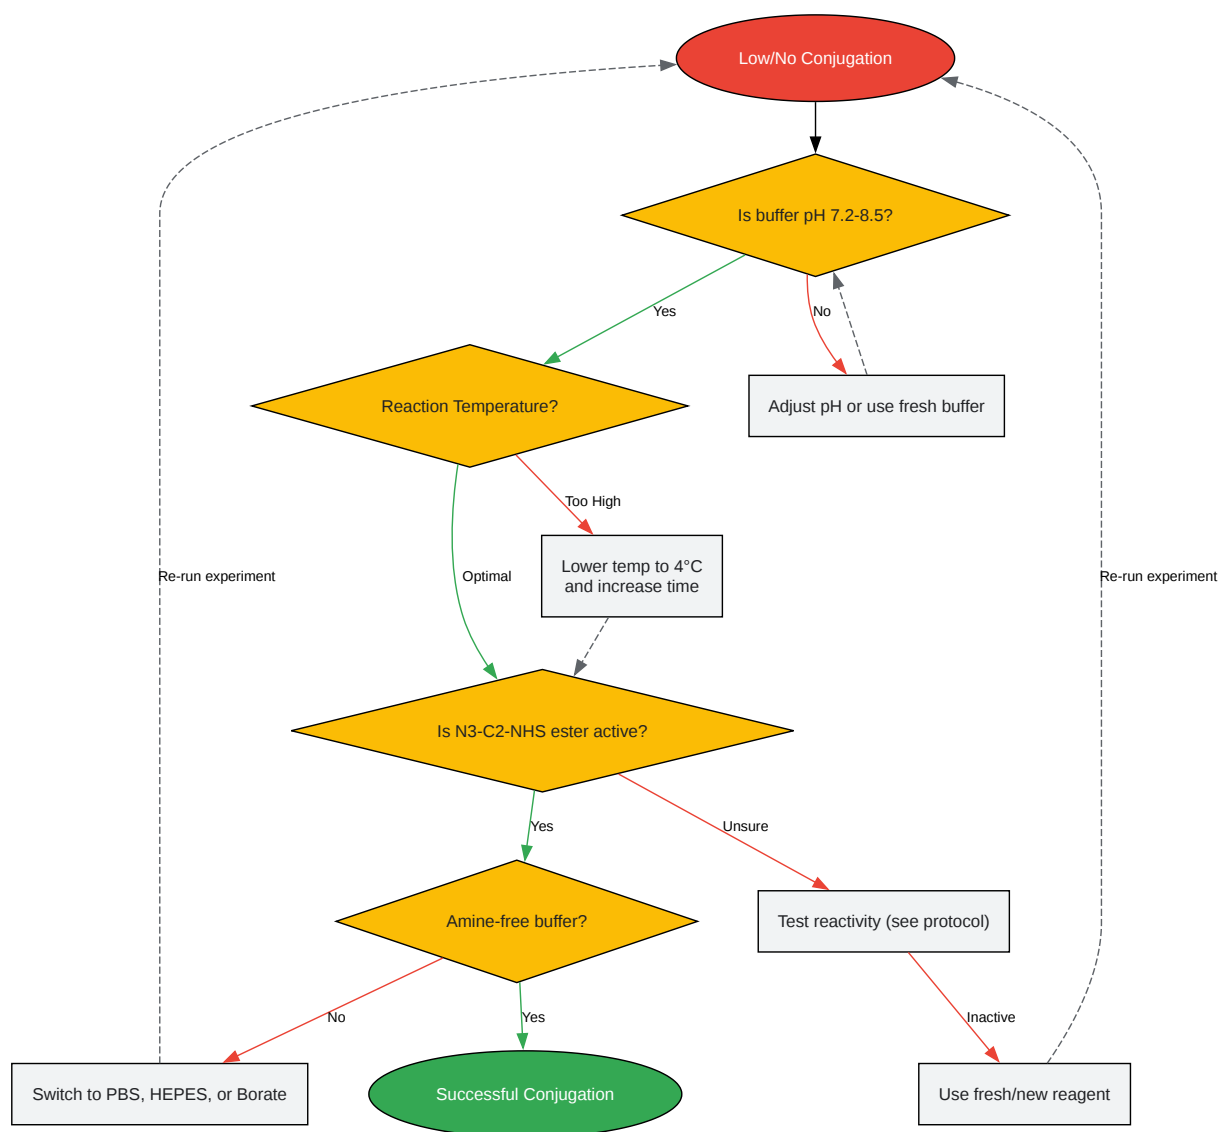 Low/No Conjugation
Is buffer pH 7.2-8.5?
Yes
No
Reaction Temperature?
Adjust pH or use fresh buffer
Too High
Optimal
Lower temp to 4°C
and increase time
Re-run experiment
Re-run experiment
Is N3-C2-NHS ester active?
Yes
Unsure
Amine-free buffer?
Test reactivity (see protocol)
No
Yes
Inactive
Switch to PBS, HEPES, or Borate
Successful Conjugation
Use fresh/new reagent